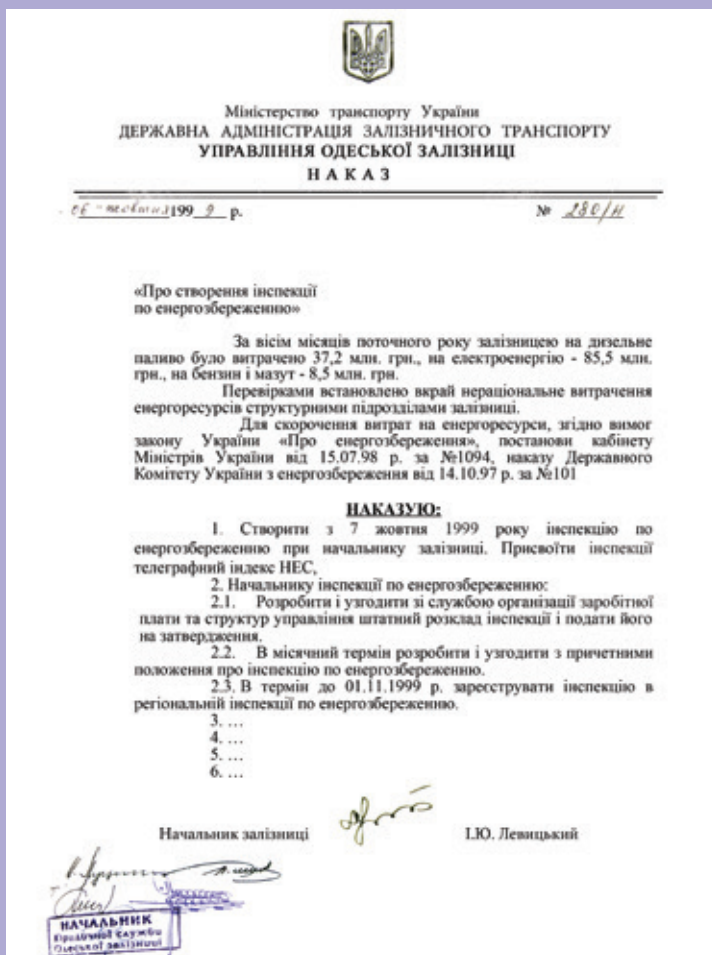 Міністерство транспорту України
ДЕРЖАВНА АДМІНІСТРАЦІЯ ЗАЛІЗНИЧНОГО ТРАНСПОРТУ
УПРАВЛІННЯ ОДЕСЬКОЇ ЗАЛІЗНИЦІ
НАКАЗ
06 - жовтня 1999 р. № 280/Н
«Про створення інспекції
по енергозбереженню»
За вісім місяців поточного року залізницею на дизельне
паливо було витрачено 37,2 млн. грн., на електроенергію - 85,5 млн.
грн., на бензин і мазут - 8,5 млн. грн.
Перевірками встановлено вкрай нераціональне витрачення
енергоресурсів структурними підрозділами залізниці.
Для скорочення витрат на енергоресурси, згідно вимог
закону України «Про енергозбереження», постанови кабінету
Міністрів України від 15.07.98 р. за №1094, наказу Державного
Комітету України з енергозбереження від 14.10.97 р. за №101
НАКАЗУЮ:
1. Створити з 7 жовтня 1999 року інспекцію по
енергозбереженню при начальнику залізниці. Присвоїти інспекції
телеграфний індекс НЕС,
2. Начальнику інспекції по енергозбереженню:
2.1. Розробити і узгодити зі службою організації заробітної
плати та структур управління штатний розклад інспекції і подати його
на затвердження.
2.2. В місячний термін розробити і узгодити з причетними
положення про інспекцію по енергозбереженню.
2.3. В термін до 01.11.1999 р. зареєструвати інспекцію в
регіональній інспекції по енергозбереженню.
3. …
4. …
5. …
6. …
Начальник залізниці І.Ю. Левицький
НАЧАЛЬНИК
Юридичної служби
Одеської залізниці